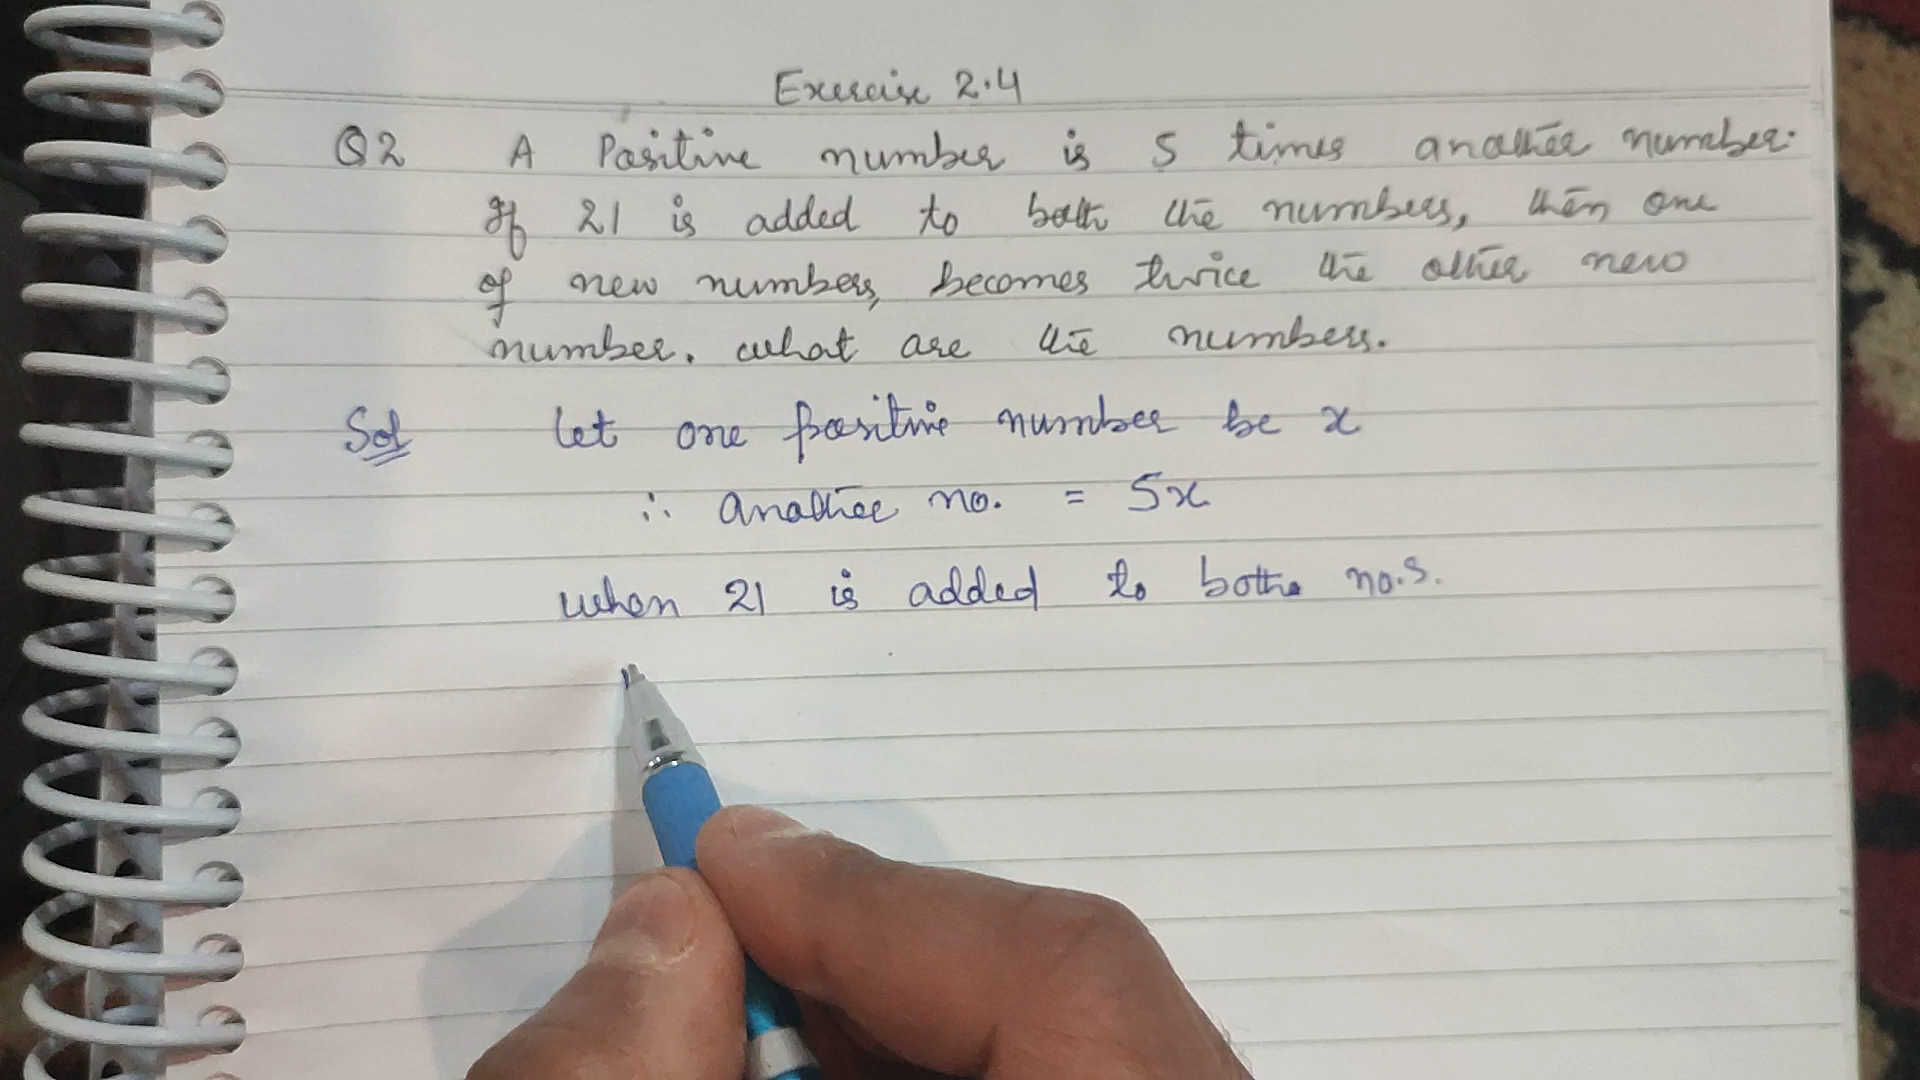 Exercise 2.4
Q2 A Positive number is 5 times another number.
If 21 is added to both the numbers, then one
of new numbers, becomes twice the other new
number. what are the numbers.
Sol Let one positive number be x
∴ another no. = 5x
when 21 is added to both no.s.